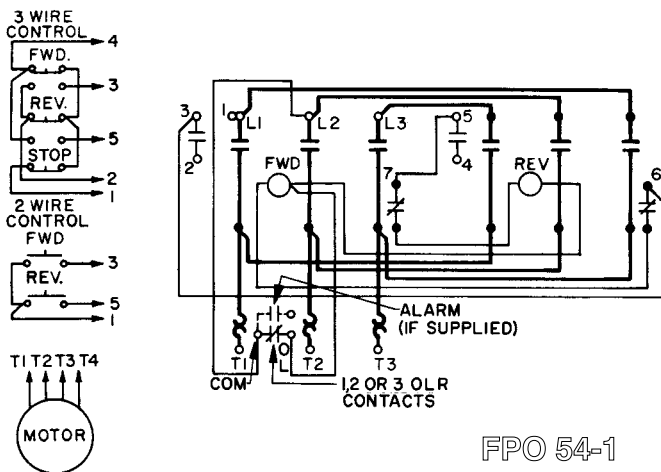 3 WIRE
CONTROL
4
FWD.
3
REV.
5
STOP
2
1
2 WIRE
CONTROL
FWD
3
REV.
5
1
T1 T2 T3 T4
MOTOR
3
2
1
L1
L2
L3
5
4
FWD
7
REV
6
ALARM
(IF SUPPLIED)
T1
O
L
T2
T3
COM
1,2 OR 3 OLR
CONTACTS
FPO 54-1